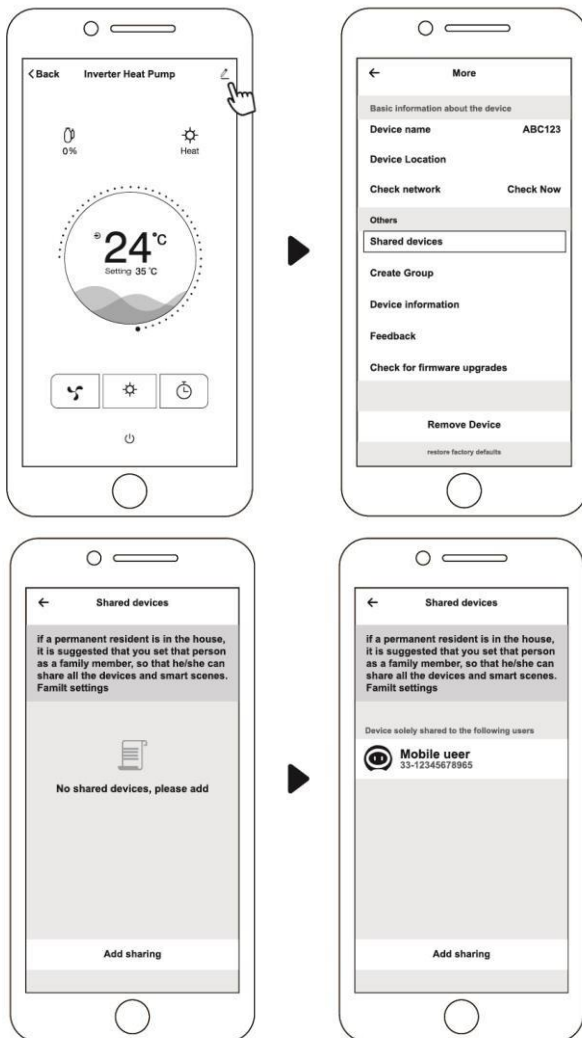 <Back Inverter Heat Pump
0% Heat
24°C
Setting 35 °C
More
Basic information about the device
Device name ABC123
Device Location
Check network Check Now
Others
Shared devices
Create Group
Device information
Feedback
Check for firmware upgrades
Remove Device
restore factory defaults
Shared devices
if a permanent resident is in the house,
it is suggested that you set that person
as a family member, so that he/she can
share all the devices and smart scenes.
Familt settings
No shared devices, please add
Add sharing
Shared devices
if a permanent resident is in the house,
it is suggested that you set that person
as a family member, so that he/she can
share all the devices and smart scenes.
Familt settings
Device solely shared to the following users
Mobile ueer
33-12345678965
Add sharing